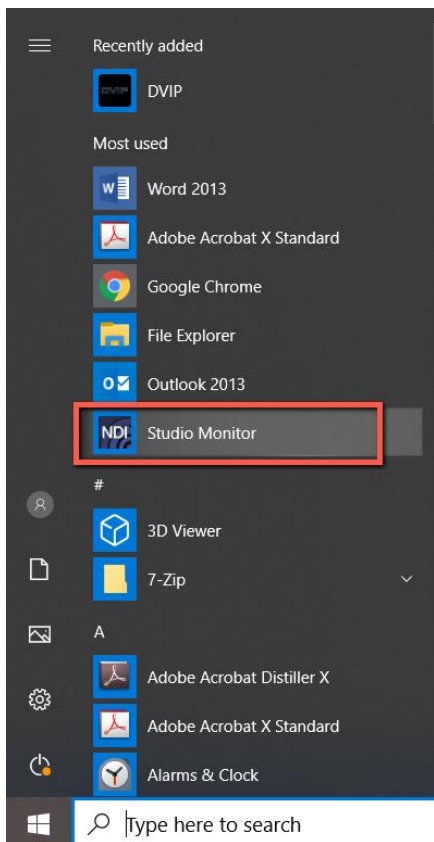 Recently added
DVIP
DVIP
Most used
W Word 2013
Adobe Acrobat X Standard
Google Chrome
File Explorer
O Outlook 2013
NDI Studio Monitor
#
3D Viewer
7-Zip
A
Adobe Acrobat Distiller X
Adobe Acrobat X Standard
Alarms & Clock
Type here to search